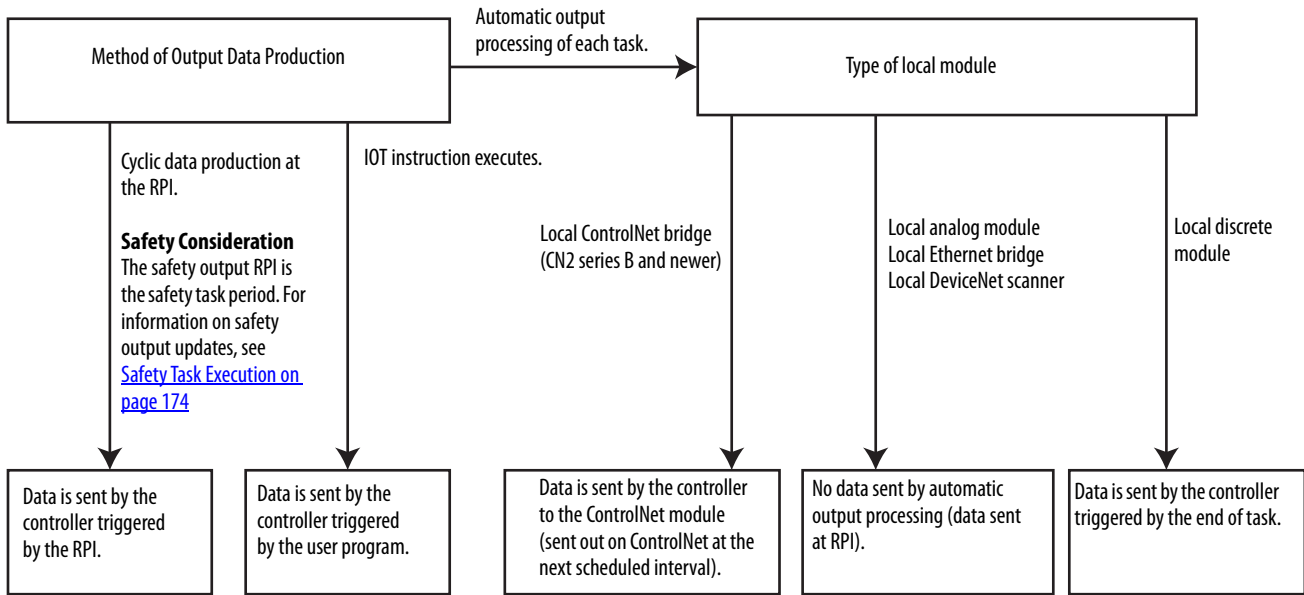 Method of Output Data Production
Automatic output
processing of each task.
Type of local module
Cyclic data production at
the RPI.
Safety Consideration
The safety output RPI is
the safety task period. For
information on safety
output updates, see
Safety Task Execution on
page 174
IOT instruction executes.
Local ControlNet bridge
(CN2 series B and newer)
Local analog module
Local Ethernet bridge
Local DeviceNet scanner
Local discrete
module
Data is sent by the
controller triggered
by the RPI.
Data is sent by the
controller triggered
by the user program.
Data is sent by the controller
to the ControlNet module
(sent out on ControlNet at the
next scheduled interval).
No data sent by automatic
output processing (data sent
at RPI).
Data is sent by the controller
triggered by the end of task.